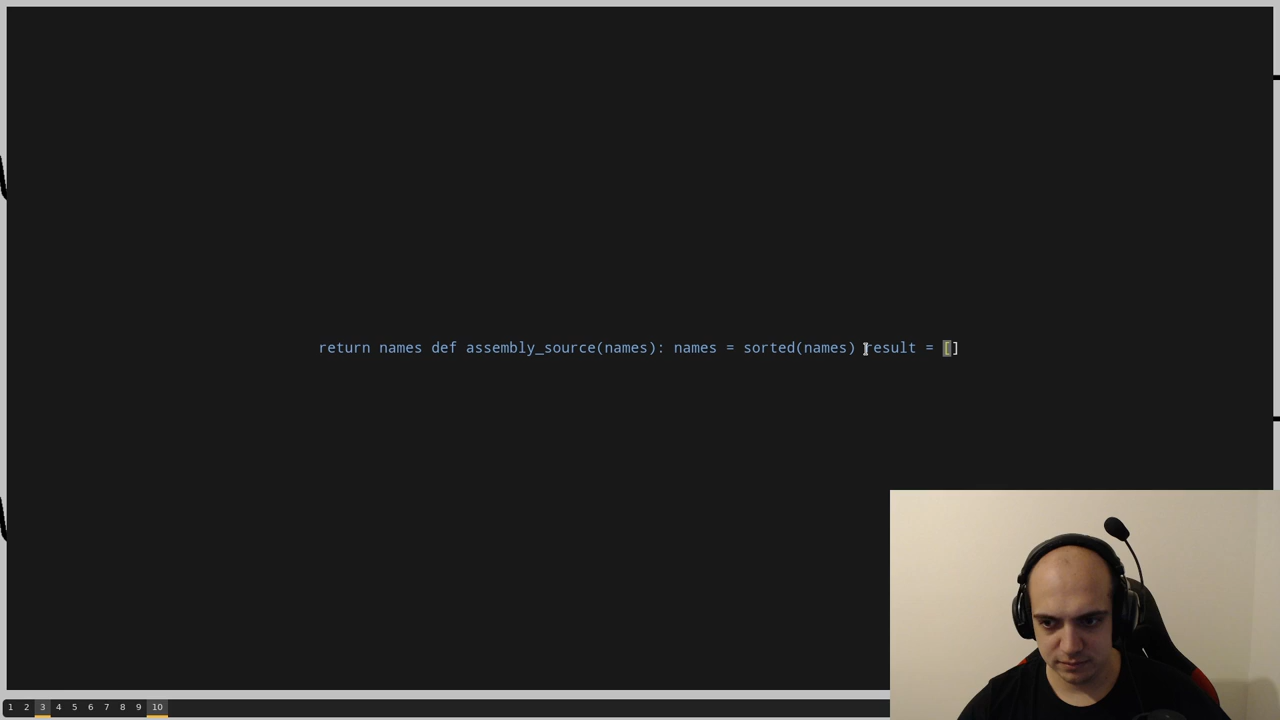 return names def assembly_source(names): names = sorted(names) result = []
1 2 3 4 5 6 7 8 9 10